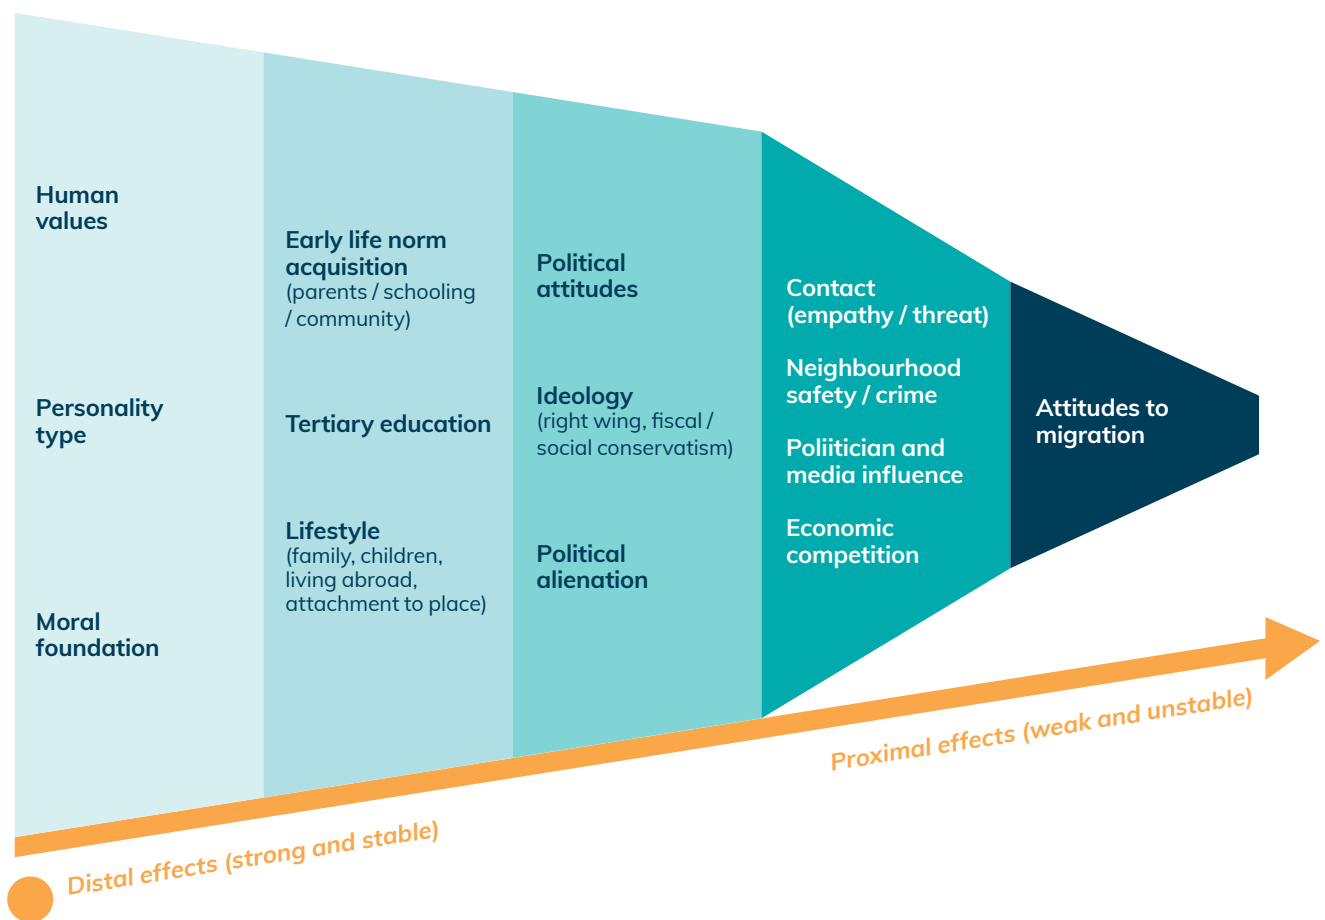 Human
values
Personality
type
Moral
foundation
Early life norm
acquisition
(parents / schooling
/ community)
Tertiary education
Lifestyle
(family, children,
living abroad,
attachment to place)
Political
attitudes
Ideology
(right wing, fiscal /
social conservatism)
Political
alienation
Contact
(empathy / threat)
Neighbourhood
safety / crime
Poliitician and
media influence
Economic
competition
Attitudes to
migration
Distal effects (strong and stable)
Proximal effects (weak and unstable)